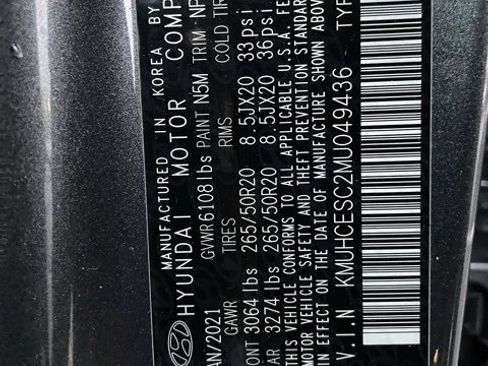 MANUFACTURED IN KOREA BY
HYUNDAI MOTOR COMP
AN/2021 GVWR 6108 lbs PAINT N5M TRIM NP
GAWR TIRES RIMS COLD TIR
ONT 3064 lbs 265/50R20 8.5JX20 33psi
AR 3274 lbs 265/50R20 8.5JX20 36psi
THIS VEHICLE CONFORMS TO ALL APPLICABLE U.S.A. FE
MOTOR VEHICLE SAFETY AND THEFT PREVENTION STANDAR
EFFECT ON THE DATE OF MANUFACTURE SHOWN ABOVE
V.I.N KMUHCESC2MU049436 TYP